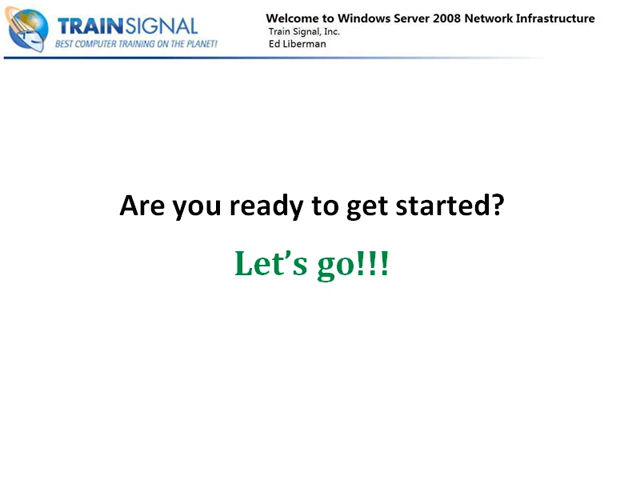 TRAINSIGNAL
BEST COMPUTER TRAINING ON THE PLANET!
Welcome to Windows Server 2008 Network Infrastructure
Train Signal, Inc.
Ed Liberman
Are you ready to get started?
Let’s go!!!